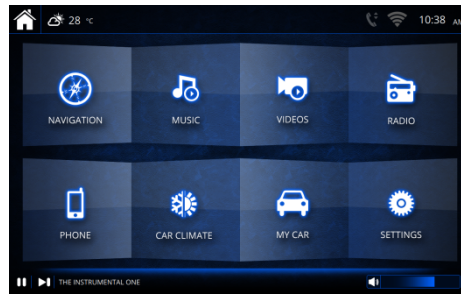 28 °C
10:38 AM
NAVIGATION
MUSIC
VIDEOS
RADIO
PHONE
CAR CLIMATE
MY CAR
SETTINGS
THE INSTRUMENTAL ONE